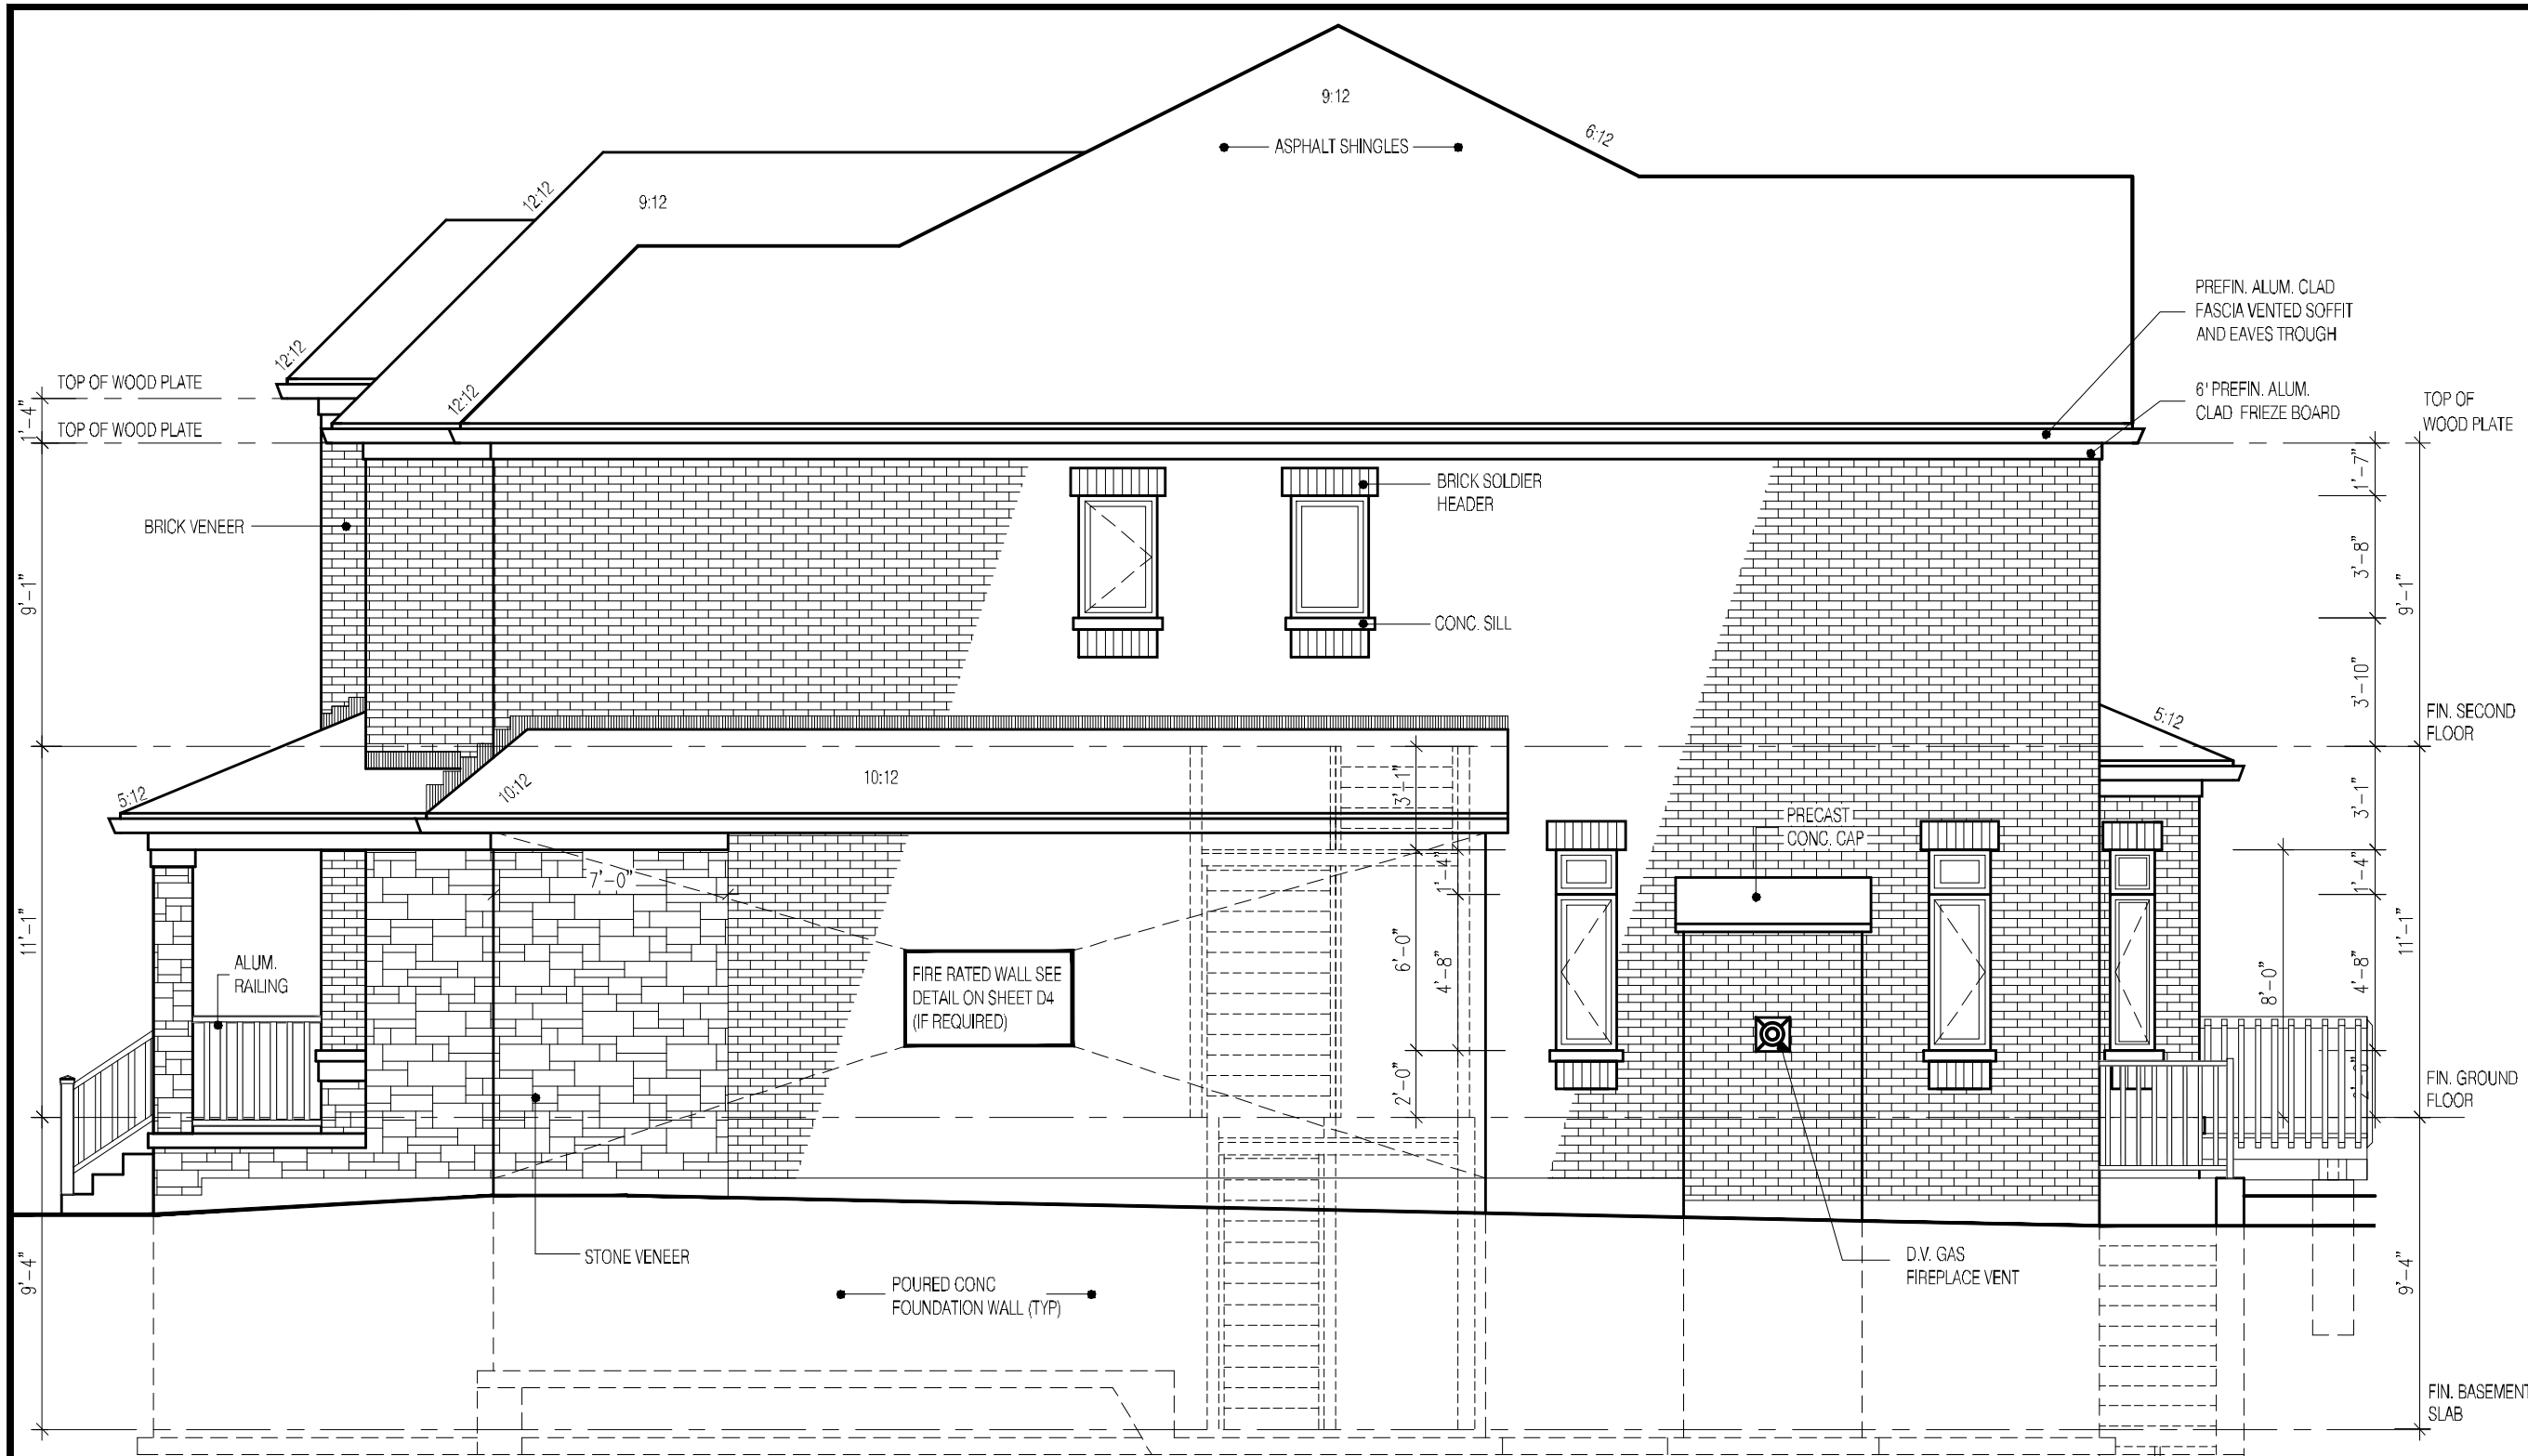 9:12
ASPHALT SHINGLES
6:12
12:12
9:12
12:12
12:12
PREFIN. ALUM. CLAD
FASCIA VENTED SOFFIT
AND EAVES TROUGH
6' PREFIN. ALUM.
CLAD FRIEZE BOARD
TOP OF
WOOD PLATE
TOP OF WOOD PLATE
1'-4"
TOP OF WOOD PLATE
BRICK VENEER
9'-1"
BRICK SOLDIER
HEADER
CONC. SILL
1'-7"
3'-8"
9'-1"
3'-10"
FIN. SECOND
FLOOR
5:12
5:12
10:12
10:12
3'-1"
3'-1"
PRECAST
CONC. CAP
7'-0"
1'-4"
1'-4"
11'-1"
ALUM.
RAILING
FIRE RATED WALL SEE
DETAIL ON SHEET D4
(IF REQUIRED)
6'-0"
4'-8"
8'-0"
4'-8"
11'-1"
2'-0"
FIN. GROUND
FLOOR
STONE VENEER
9'-4"
POURED CONC
FOUNDATION WALL (TYP)
D.V. GAS
FIREPLACE VENT
9'-4"
FIN. BASEMENT
SLAB